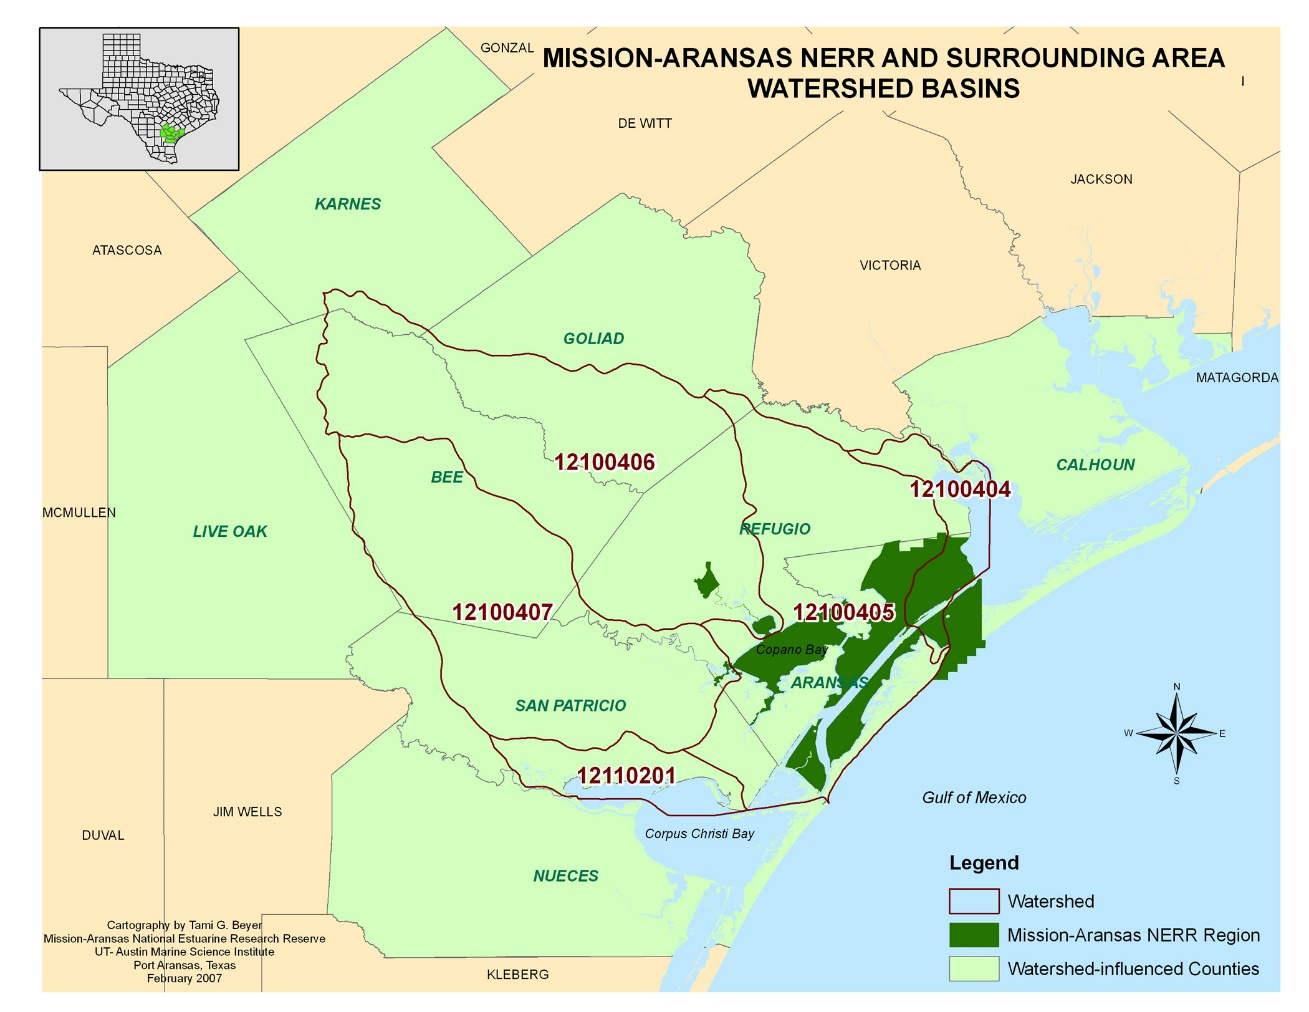 MISSION-ARANSAS NERR AND SURROUNDING AREA
WATERSHED BASINS
I
GONZAL
DE WITT
JACKSON
KARNES
ATASCOSA
VICTORIA
GOLIAD
MATAGORDA
12100406
CALHOUN
BEE
12100404
MCMULLEN
LIVE OAK
REFUGIO
12100407
12100405
Copano Bay
ARANSAS
SAN PATRICIO
N
W
E
S
12110201
Gulf of Mexico
JIM WELLS
DUVAL
Corpus Christi Bay
NUECES
KLEBERG
Legend
Watershed
Mission-Aransas NERR Region
Watershed-influenced Counties
Cartography by Tami G. Beyer
Mission-Aransas National Estuarine Research Reserve
UT- Austin Marine Science Institute
Port Aransas, Texas
February 2007